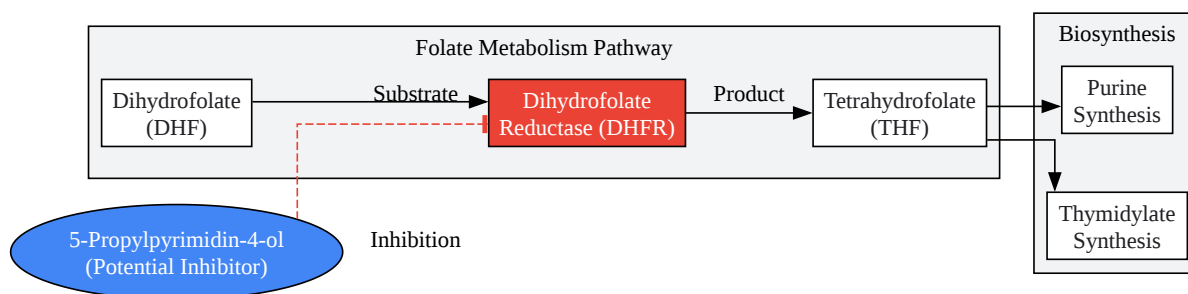 Folate Metabolism Pathway
Biosynthesis
Dihydrofolate
(DHF)
Substrate
Dihydrofolate
Reductase (DHFR)
Product
Tetrahydrofolate
(THF)
Purine
Synthesis
Thymidylate
Synthesis
5-Propylpyrimidin-4-ol
(Potential Inhibitor)
Inhibition